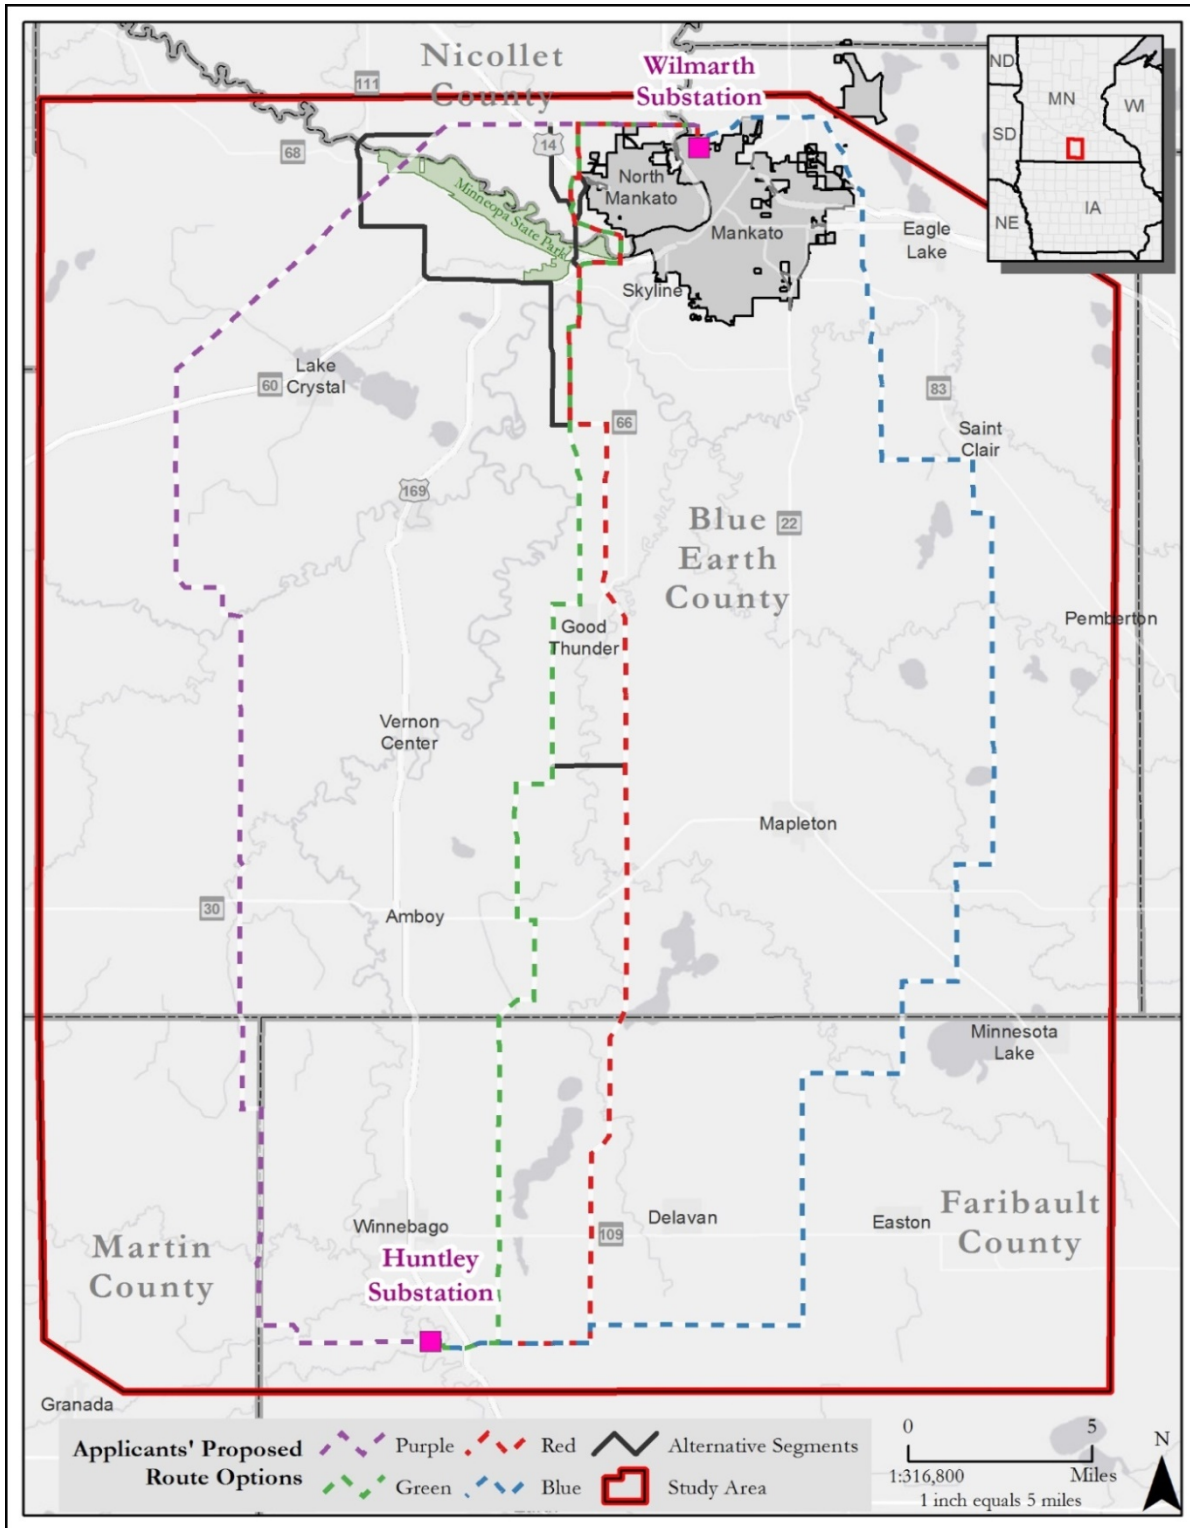 Nicollet
County
Wilmarth
Substation
111
ND
MN
WI
SD
NE
IA
68
14
North
Mankato
Mankato
Minneopa State Park
Eagle
Lake
Skyline
Lake
Crystal
60
83
66
Saint
Clair
169
Blue
Earth
County
22
Good
Thunder
Pemberton
Vernon
Center
Mapleton
30
Amboy
Minnesota
Lake
Winnebago
Delavan
Easton
109
Faribault
County
Martin
County
Huntley
Substation
Granada
Applicants' Proposed
Route Options
Purple
Red
Alternative Segments
Green
Blue
Study Area
0
5
1:316,800
Miles
1 inch equals 5 miles
N